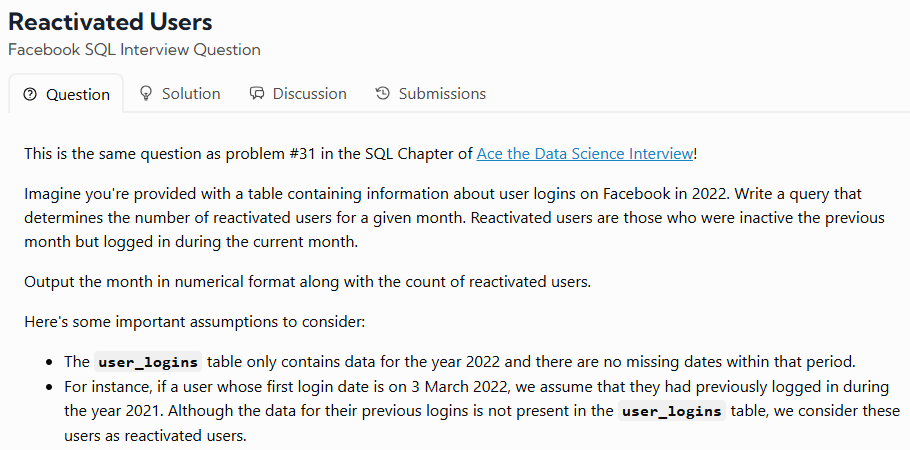 Reactivated Users
Facebook SQL Interview Question
Question Solution Discussion Submissions
This is the same question as problem #31 in the SQL Chapter of Ace the Data Science Interview!
Imagine you're provided with a table containing information about user logins on Facebook in 2022. Write a query that
determines the number of reactivated users for a given month. Reactivated users are those who were inactive the previous
month but logged in during the current month.
Output the month in numerical format along with the count of reactivated users.
Here's some important assumptions to consider:
• The user_logins table only contains data for the year 2022 and there are no missing dates within that period.
• For instance, if a user whose first login date is on 3 March 2022, we assume that they had previously logged in during
the year 2021. Although the data for their previous logins is not present in the user_logins table, we consider these
users as reactivated users.